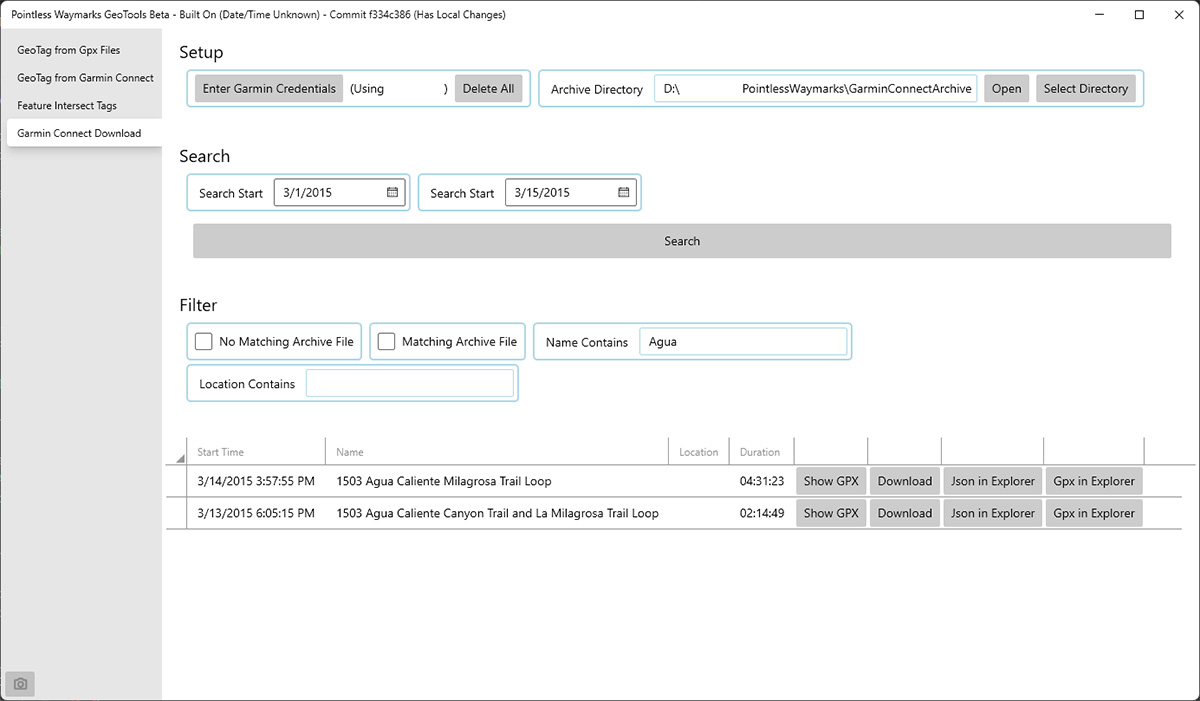 Pointless Waymarks GeoTools Beta - Built On (Date/Time Unknown) - Commit f334c386 (Has Local Changes)
GeoTag from Gpx Files
GeoTag from Garmin Connect
Feature Intersect Tags
Garmin Connect Download
Setup
Enter Garmin Credentials (Using ) Delete All Archive Directory D:\ PointlessWaymarks\GarminConnectArchive Open Select Directory
Search
Search Start 3/1/2015 Search Start 3/15/2015
Search
Filter
No Matching Archive File Matching Archive File Name Contains Agua
Location Contains
Start Time Name Location Duration
3/14/2015 3:57:55 PM 1503 Agua Caliente Milagrosa Trail Loop 04:31:23 Show GPX Download Json in Explorer Gpx in Explorer
3/13/2015 6:05:15 PM 1503 Agua Caliente Canyon Trail and La Milagrosa Trail Loop 02:14:49 Show GPX Download Json in Explorer Gpx in Explorer